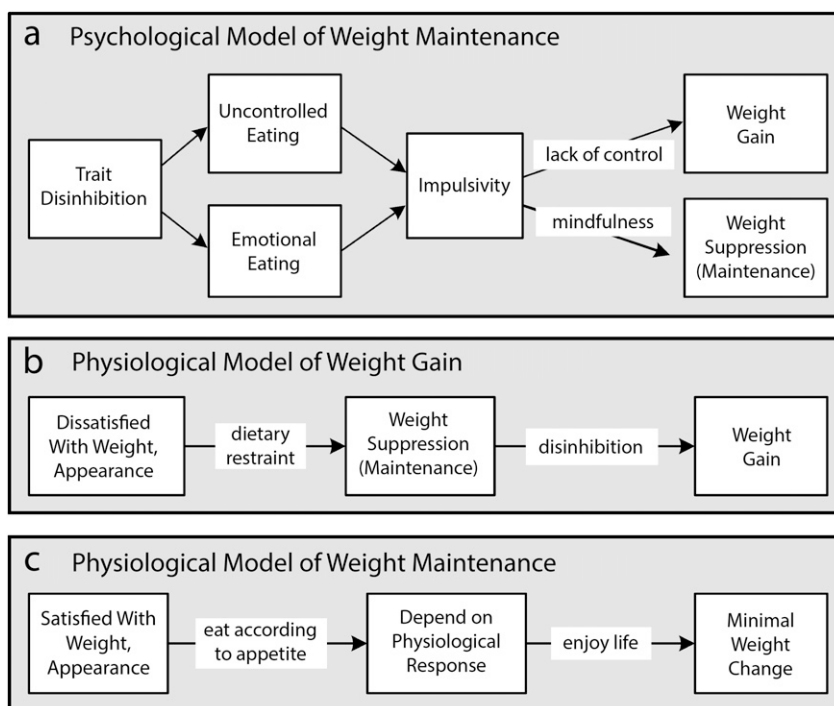 a Psychological Model of Weight Maintenance
Trait
Disinhibition
Uncontrolled
Eating
Emotional
Eating
Impulsivity
lack of control
mindfulness
Weight
Gain
Weight
Suppression
(Maintenance)
b Physiological Model of Weight Gain
Dissatisfied
With Weight,
Appearance
dietary
restraint
Weight
Suppression
(Maintenance)
disinhibition
Weight
Gain
c Physiological Model of Weight Maintenance
Satisfied With
Weight,
Appearance
eat according
to appetite
Depend on
Physiological
Response
enjoy life
Minimal
Weight
Change